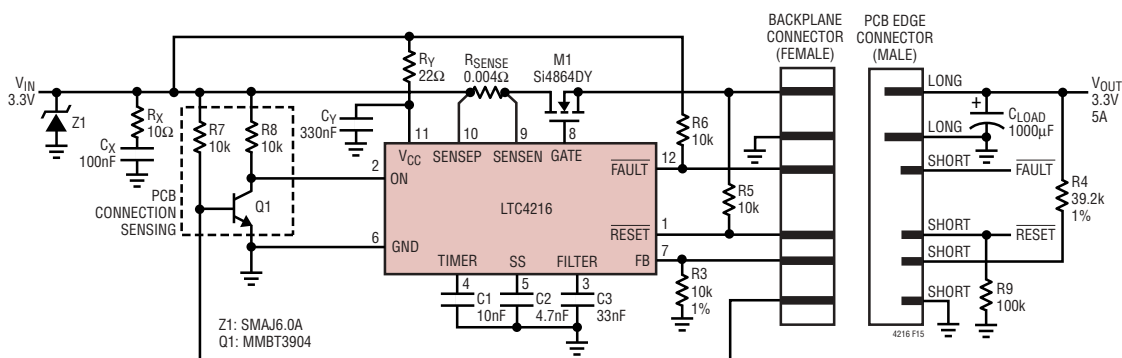 BACKPLANE
CONNECTOR
(FEMALE)
PCB EDGE
CONNECTOR
(MALE)
VIN
3.3V
Z1
RX
10Ω
CX
100nF
R7
10k
R8
10k
Q1
PCB
CONNECTION
SENSING
RY
22Ω
CY
330nF
RSENSE
0.004Ω
M1
Si4864DY
R6
10k
R5
10k
11
10
9
8
VCC
SENSEP
SENSEN
GATE
2
ON
FAULT
12
LTC4216
RESET
1
6
GND
FB
7
TIMER
SS
FILTER
4
5
3
C1
10nF
C2
4.7nF
C3
33nF
R3
10k
1%
LONG
LONG
SHORT
FAULT
SHORT
RESET
SHORT
SHORT
+
CLOAD
1000µF
VOUT
3.3V
5A
R4
39.2k
1%
R9
100k
Z1: SMAJ6.0A
Q1: MMBT3904
4216 F15